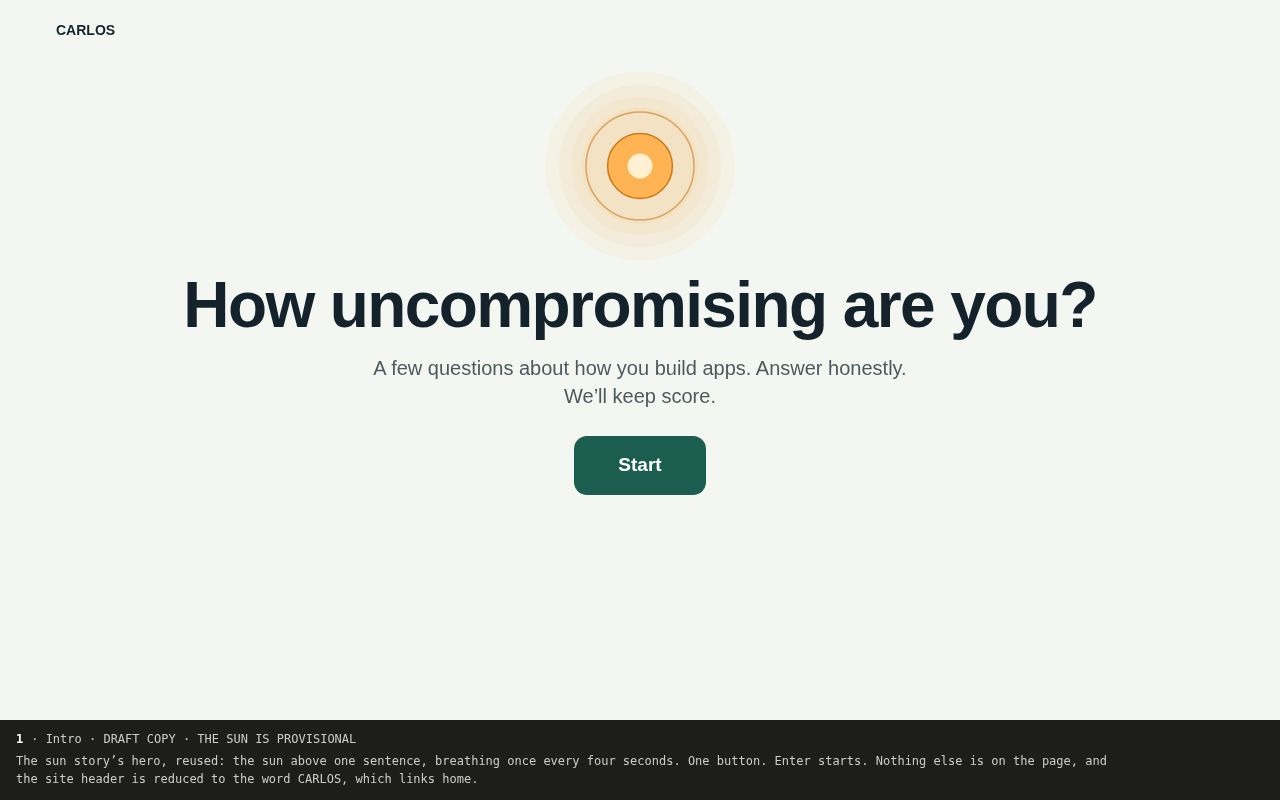 CARLOS
How uncompromising are you?
A few questions about how you build apps. Answer honestly.
We’ll keep score.
Start
1 · Intro · DRAFT COPY · THE SUN IS PROVISIONAL
The sun story’s hero, reused: the sun above one sentence, breathing once every four seconds. One button. Enter starts. Nothing else is on the page, and
the site header is reduced to the word CARLOS, which links home.